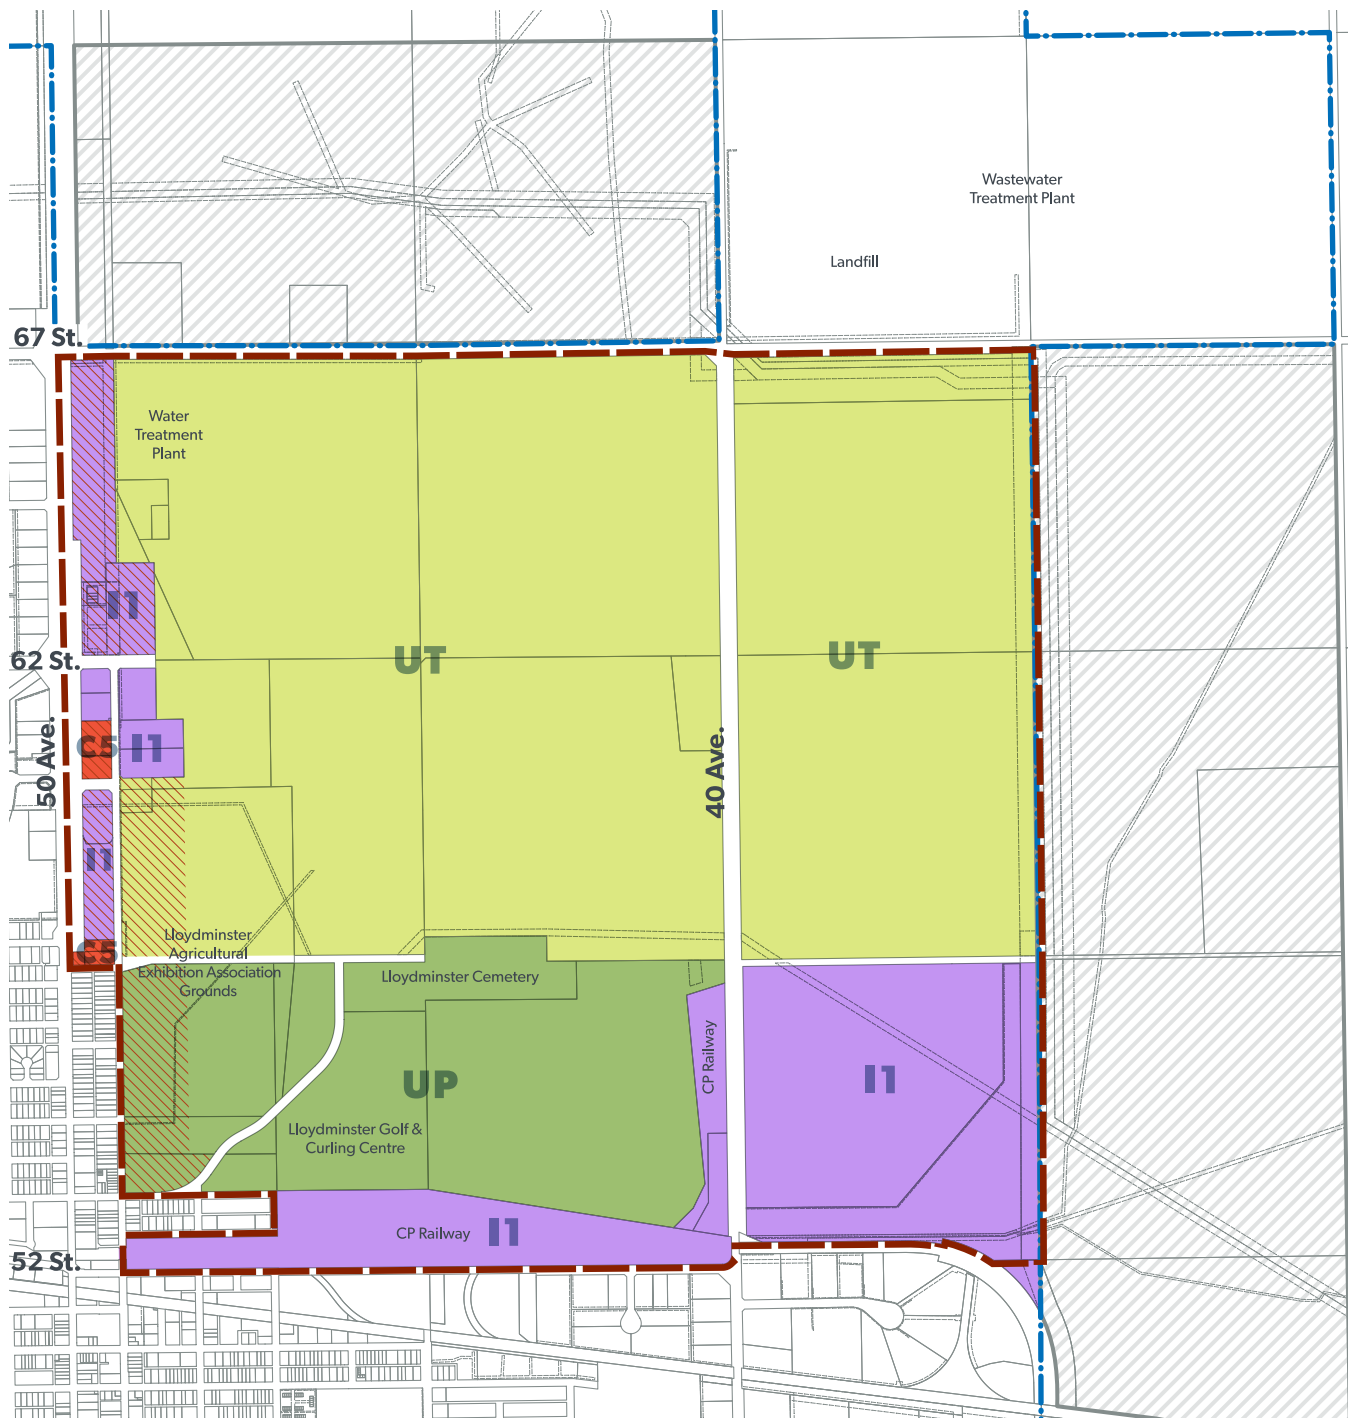 Wastewater
Treatment Plant
Landfill
67 St.
Water
Treatment
Plant
I1
62 St.
UT
UT
50 Ave.
C5
I1
40 Ave.
I1
C5
Lloydminster
Agricultural
Exhibition Association
Grounds
Lloydminster Cemetery
CP Railway
UP
I1
Lloydminster Golf &
Curling Centre
CP Railway
I1
52 St.